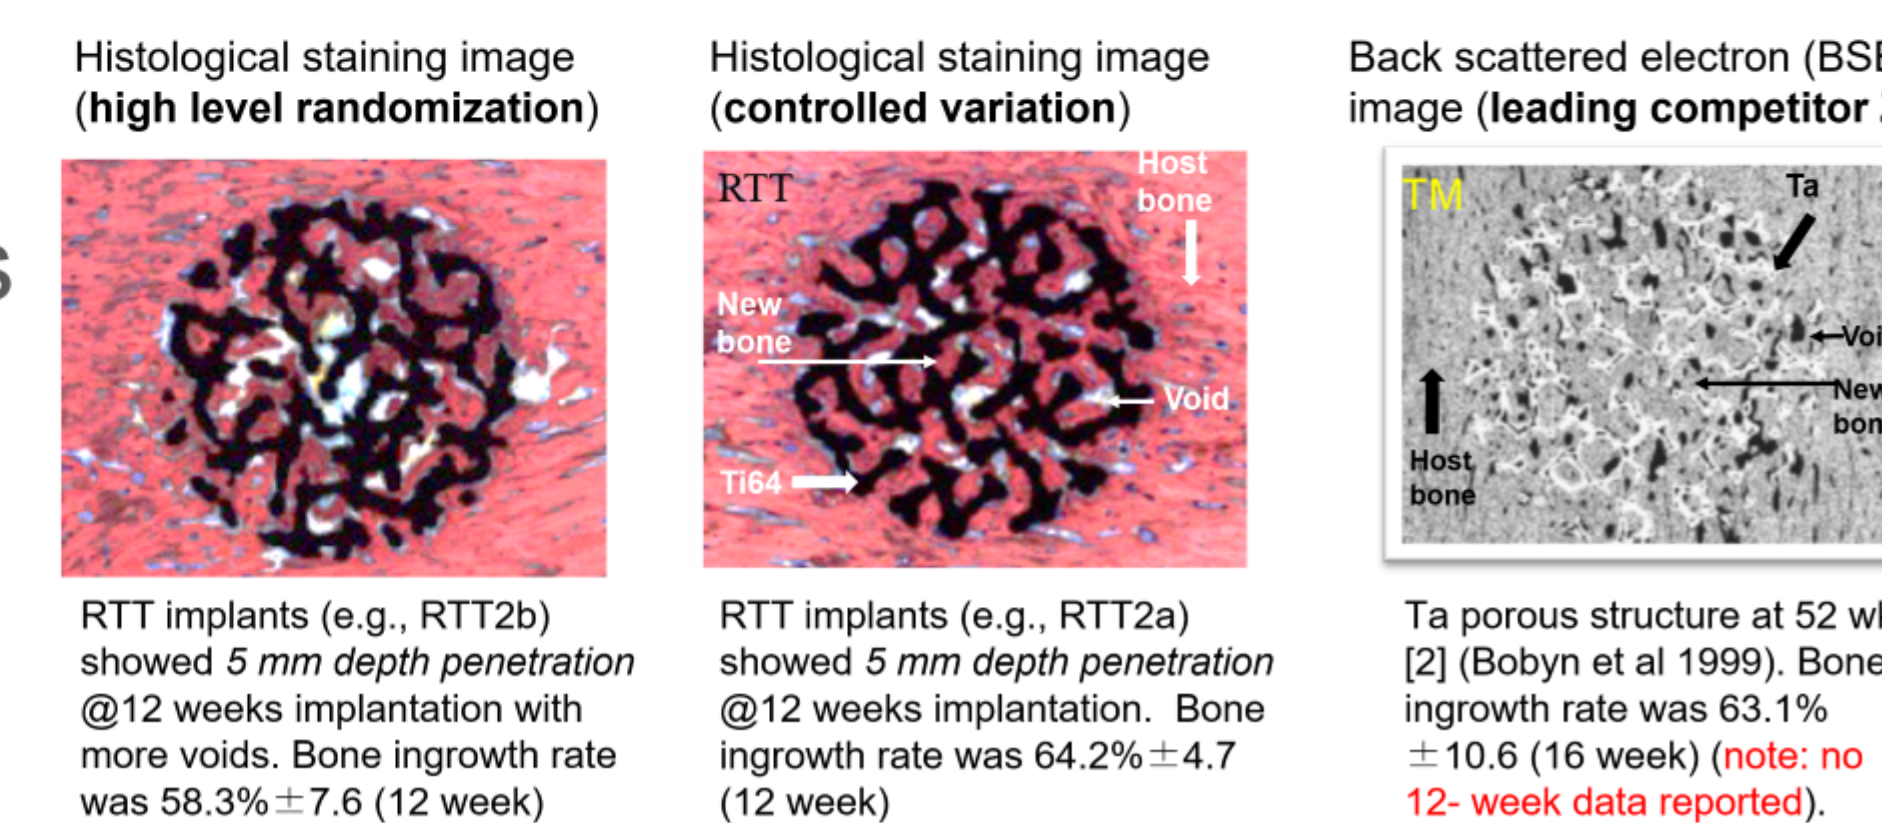 Histological staining image
(high level randomization)
RTT implants (e.g., RTT2b)
showed 5 mm depth penetration
@12 weeks implantation with
more voids. Bone ingrowth rate
was 58.3%±7.6 (12 week)
Histological staining image
(controlled variation)
RTT
Host
bone
New
bone
Void
Ti64
RTT implants (e.g., RTT2a)
showed 5 mm depth penetration
@12 weeks implantation.  Bone
ingrowth rate was 64.2%±4.7
(12 week)
Back scattered electron
image (leading competitor
TM
Ta
Host
bone
Ta porous structure at 52
[2] (Bobyn et al 1999). Bone
ingrowth rate was 63.1%
±10.6 (16 week) (note: no
12- week data reported).